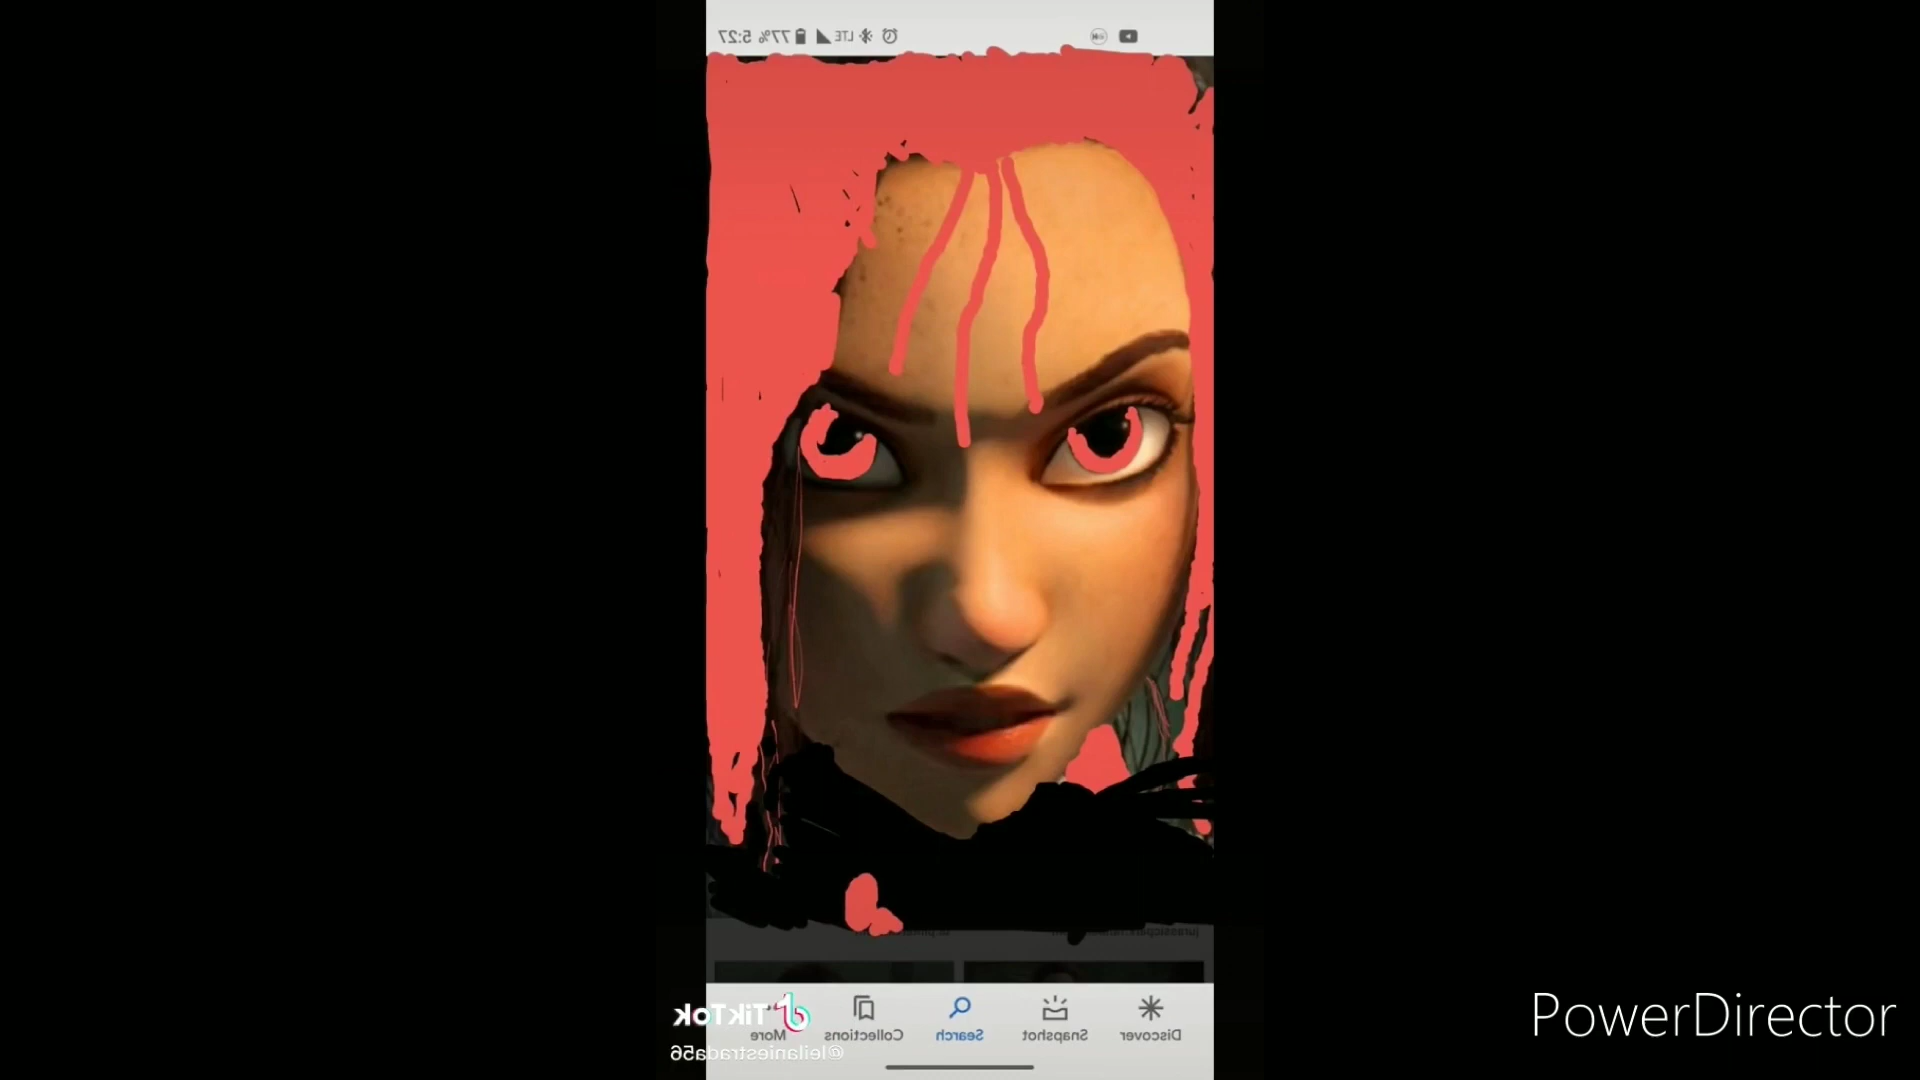 5:27 77% LTE
Discover Snapshot Search Collections More
TikTok
@leilaniestrada56
PowerDirector